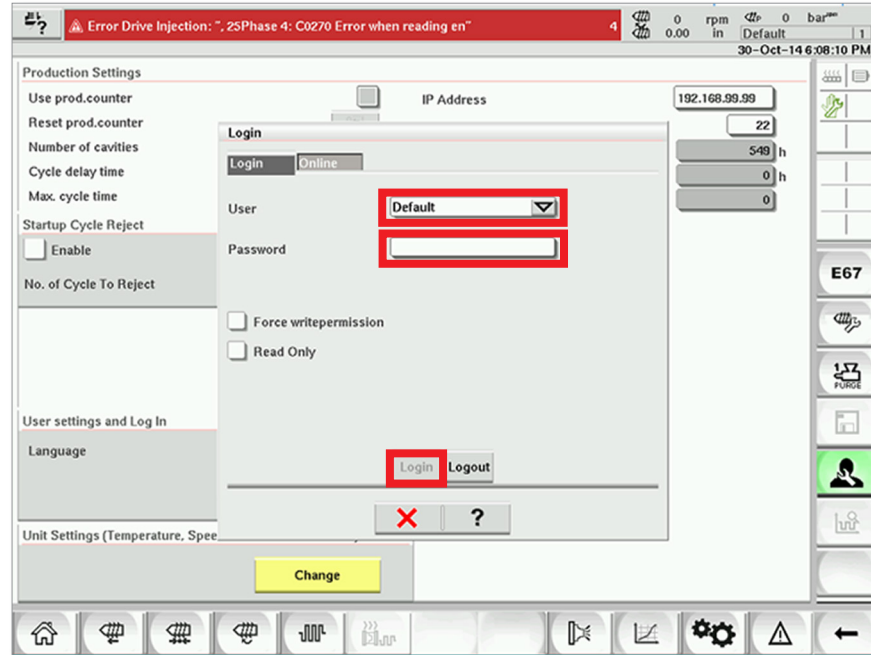 Error Drive Injection: ", 2SPhase 4: C0270 Error when reading en" 4
0 rpm 0 bar
0.00 in Default 1
30-Oct-14 6:08:10 PM
Production Settings
Use prod.counter
IP Address 192.168.99.99
Reset prod.counter
22
Number of cavities
549 h
Cycle delay time
0 h
Max. cycle time
0
Startup Cycle Reject
Enable
No. of Cycle To Reject
User settings and Log In
Language
Unit Settings (Temperature, Spee
Change
Login
Login Online
User Default
Password
Force writepermission
Read Only
Login Logout
?
E67
PURGE